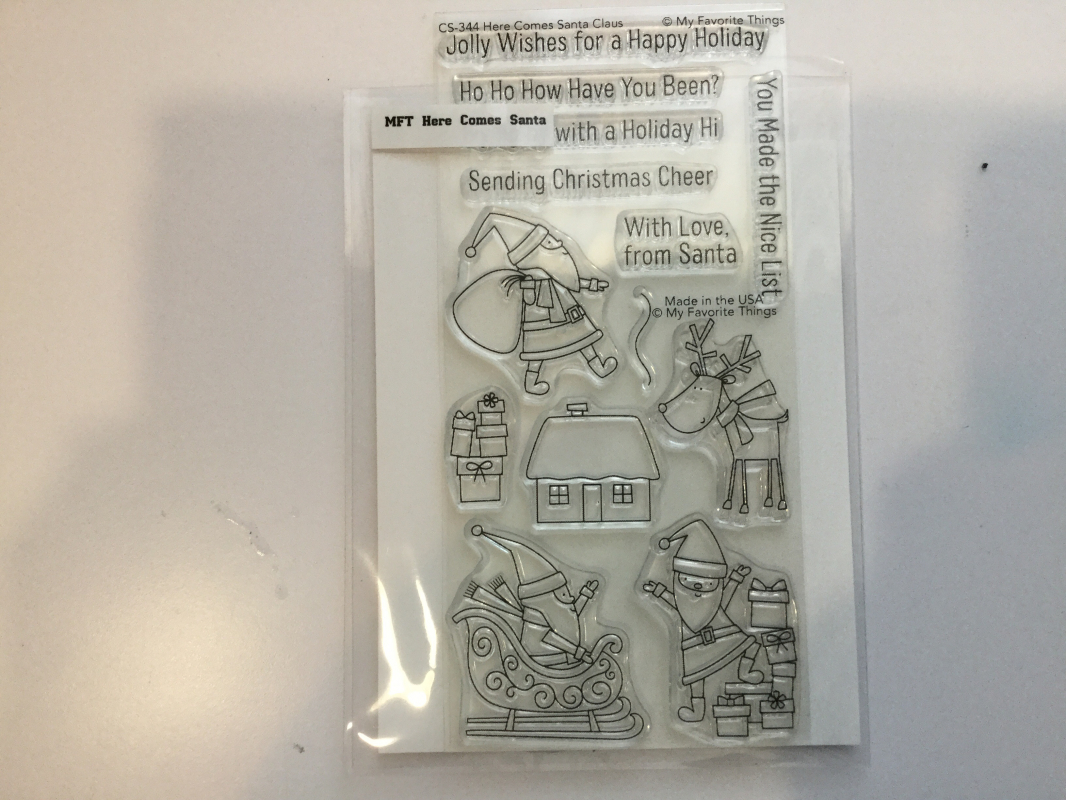 CS-344 Here Comes Santa Claus © My Favorite Things
Jolly Wishes for a Happy Holiday
Ho Ho How Have You Been?
MFT Here Comes Santa
with a Holiday Hi
Sending Christmas Cheer
With Love,
from Santa
You Made the Nice List
Made in the USA
© My Favorite Things